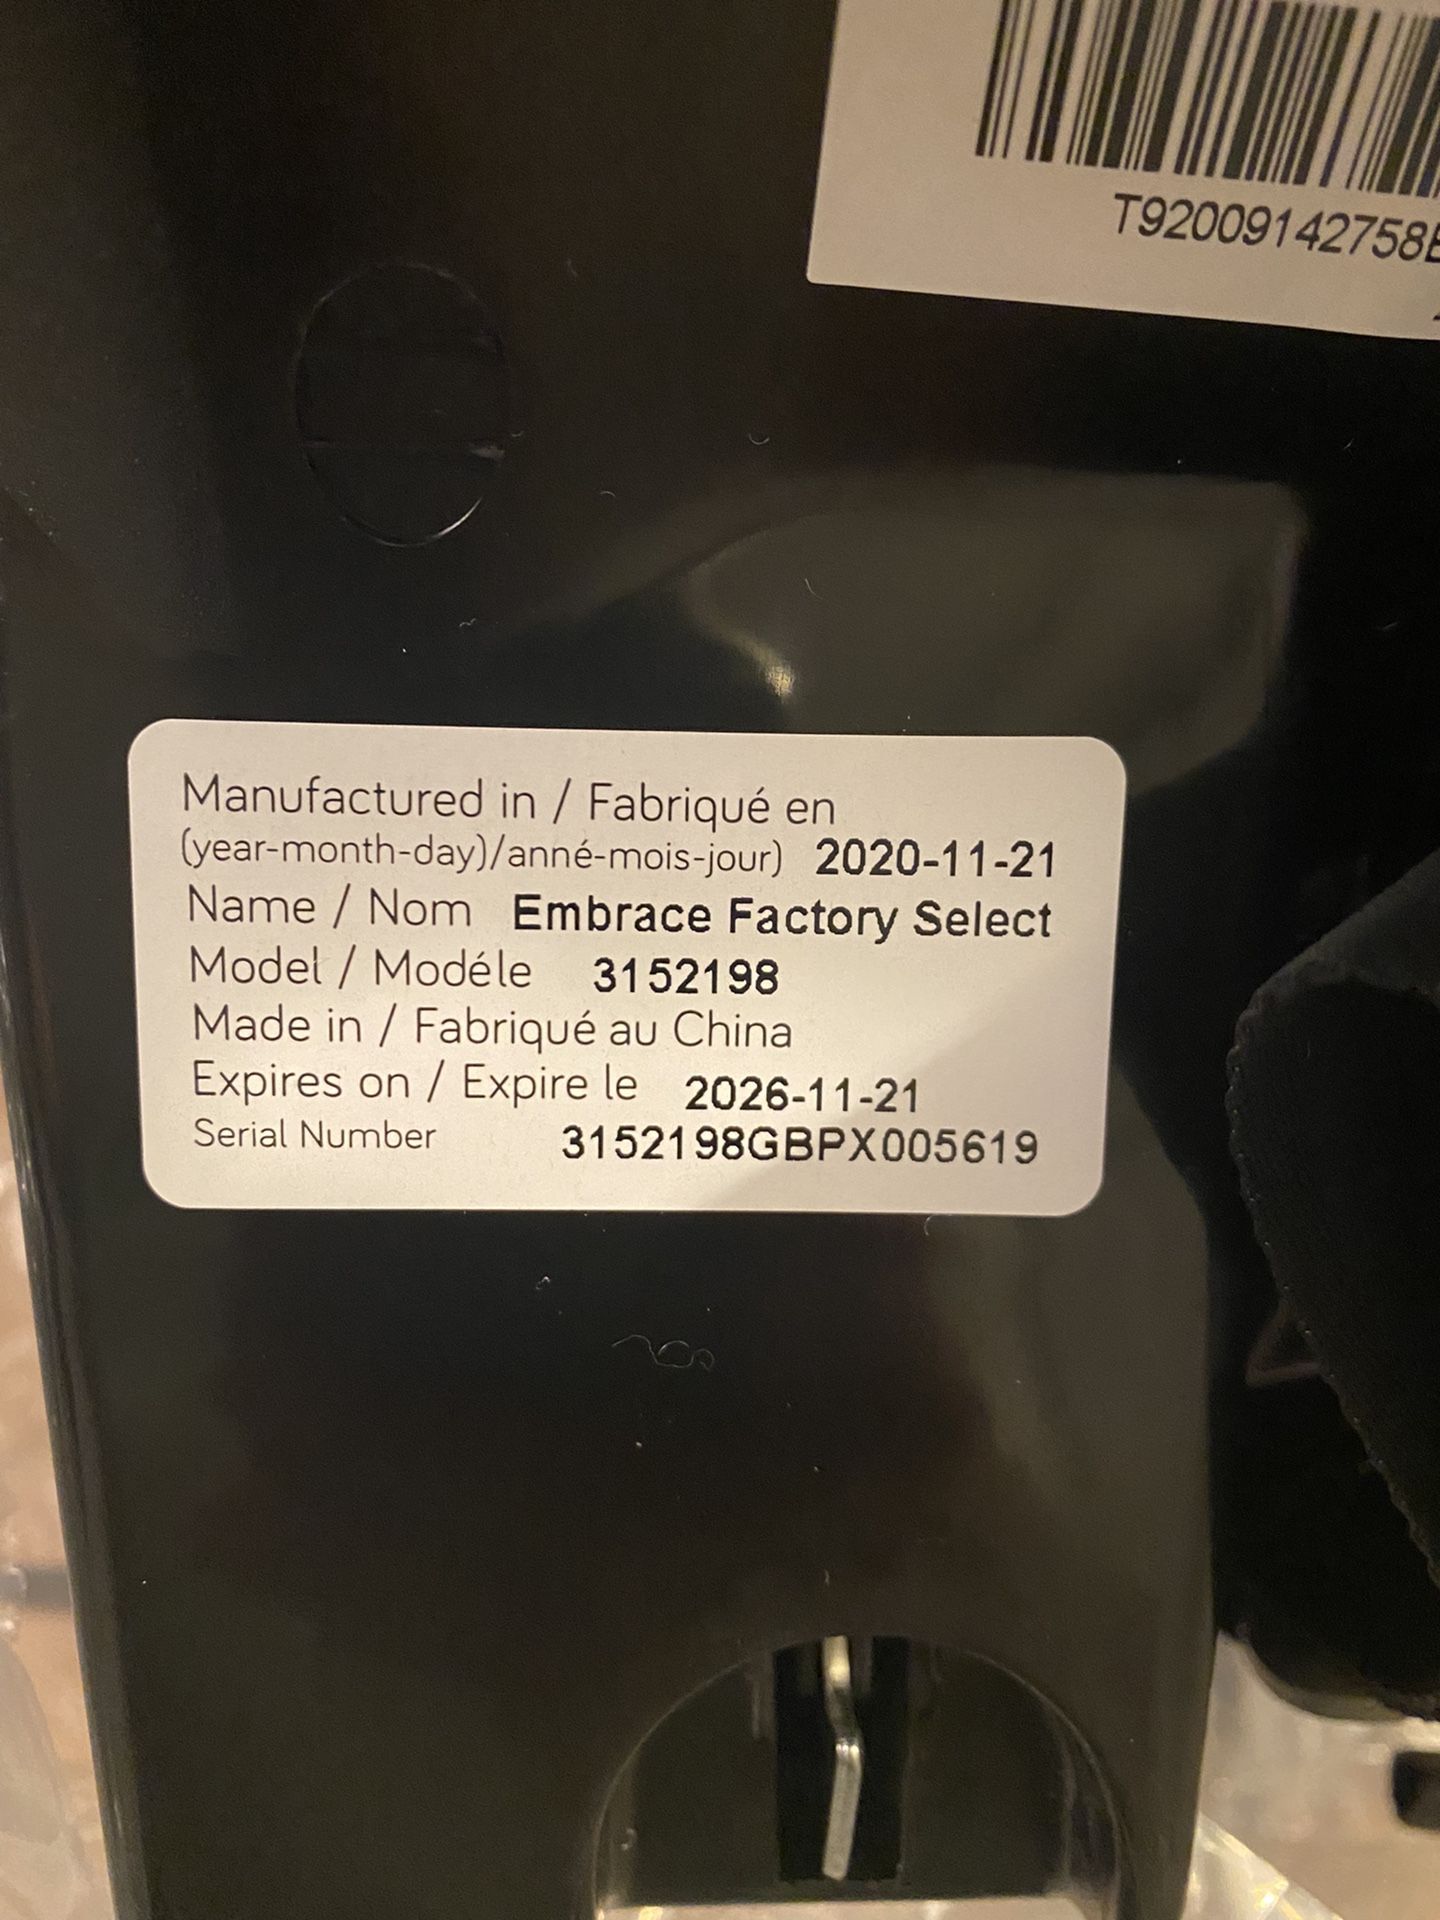 T92009142758
Manufactured in / Fabriqué en
(year-month-day)/anné-mois-jour) 2020-11-21
Name / Nom Embrace Factory Select
Model / Modéle 3152198
Made in / Fabriqué au China
Expires on / Expire le 2026-11-21
Serial Number 3152198GBPX005619